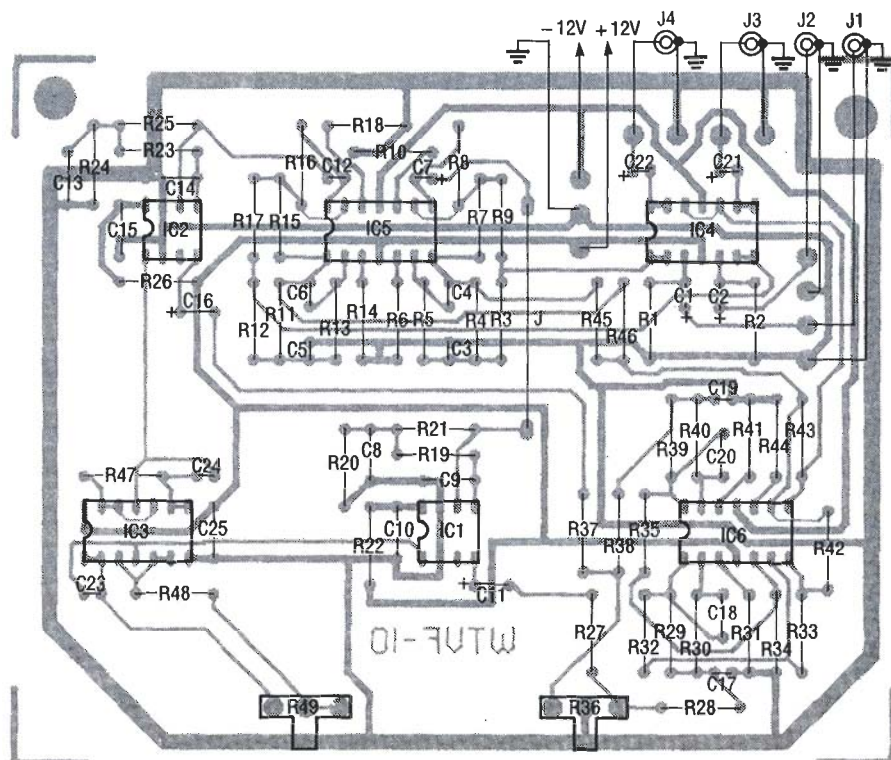 -12V +12V J4 J3 J2 J1
R25 R18
R23 R10
R24 R16 C12 C7 R8 C22 C21
C13 C14
C15 IC2 R17 R15 IC5 R7 R9 IC4
R26 C6 C4 C1 C2
C16 R11 R14 R45
R12 R13 R6 R5 R4 R3 J R46 R1 R2
C5 C3
C19
R21 R40 R41 R43
R20 C8 R19 R39 C20 R44
R47 C24 C9
IC3 C25 R22 C10 IC1 R37 R38 R35 IC6 R42
C23 R48 C11 C18
R27 R32 R29 R30 R31 R34 R33
WTVF-10
C17
R49 R36 R28